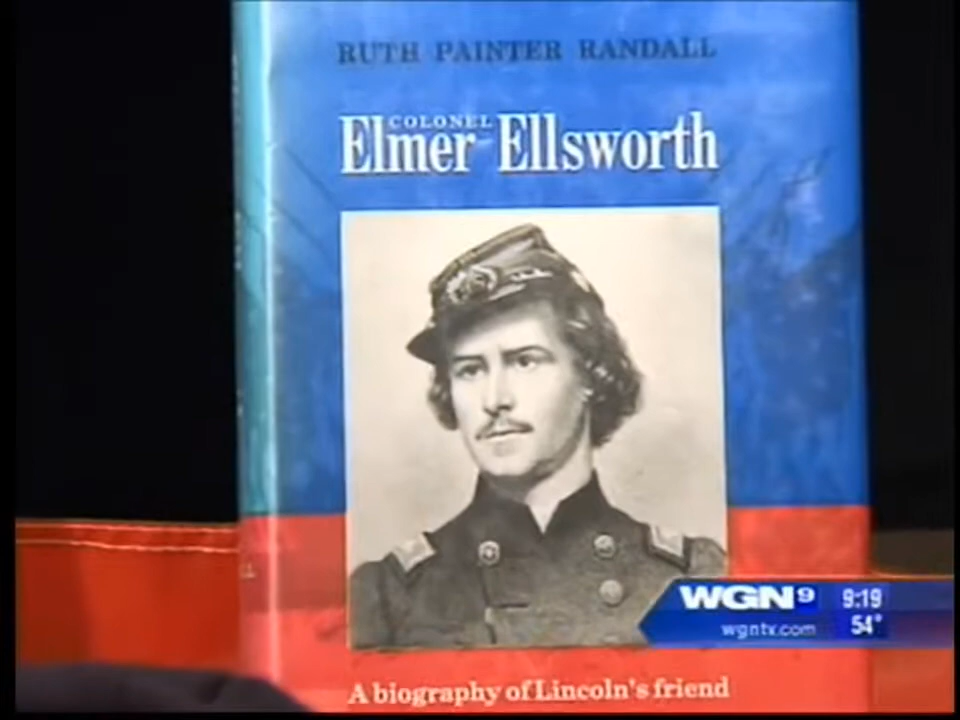 RUTH PAINTER RANDALL
COLONEL
Elmer Ellsworth
A biography of Lincoln's friend
WGN9
9:19
wgntv.com
54°